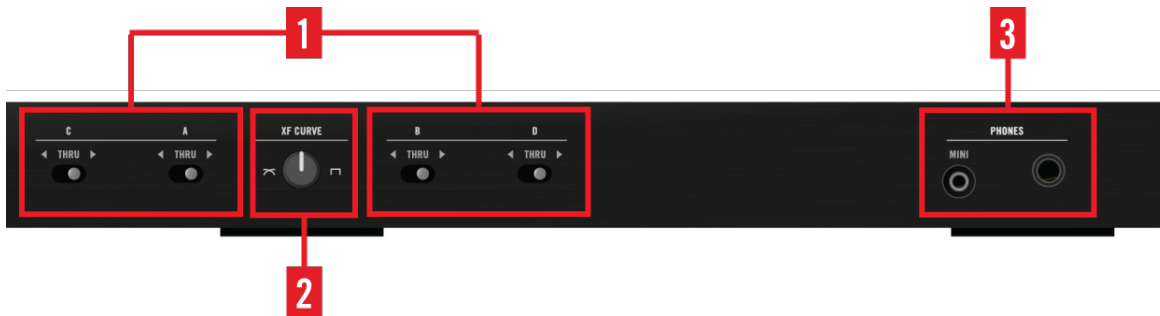 1
3
C A
◀ THRU ▶ ◀ THRU ▶
XF CURVE
B D
◀ THRU ▶ ◀ THRU ▶
PHONES
MINI
2